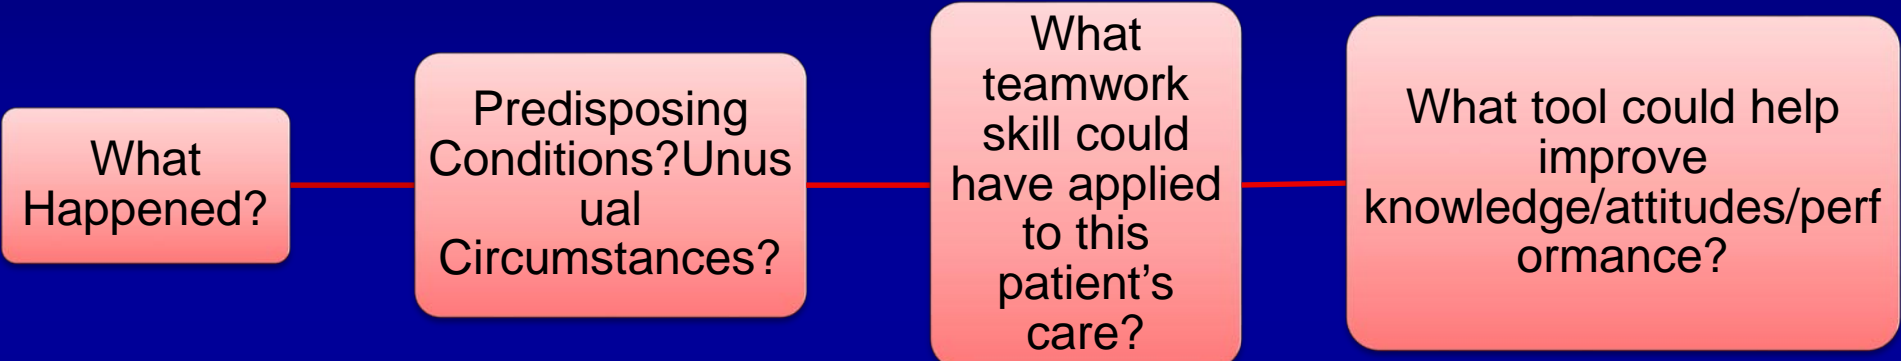 What
Happened?
Predisposing
Conditions?Unus
ual
Circumstances?
What
teamwork
skill could
have applied
to this
patient’s
care?
What tool could help
improve
knowledge/attitudes/perf
ormance?